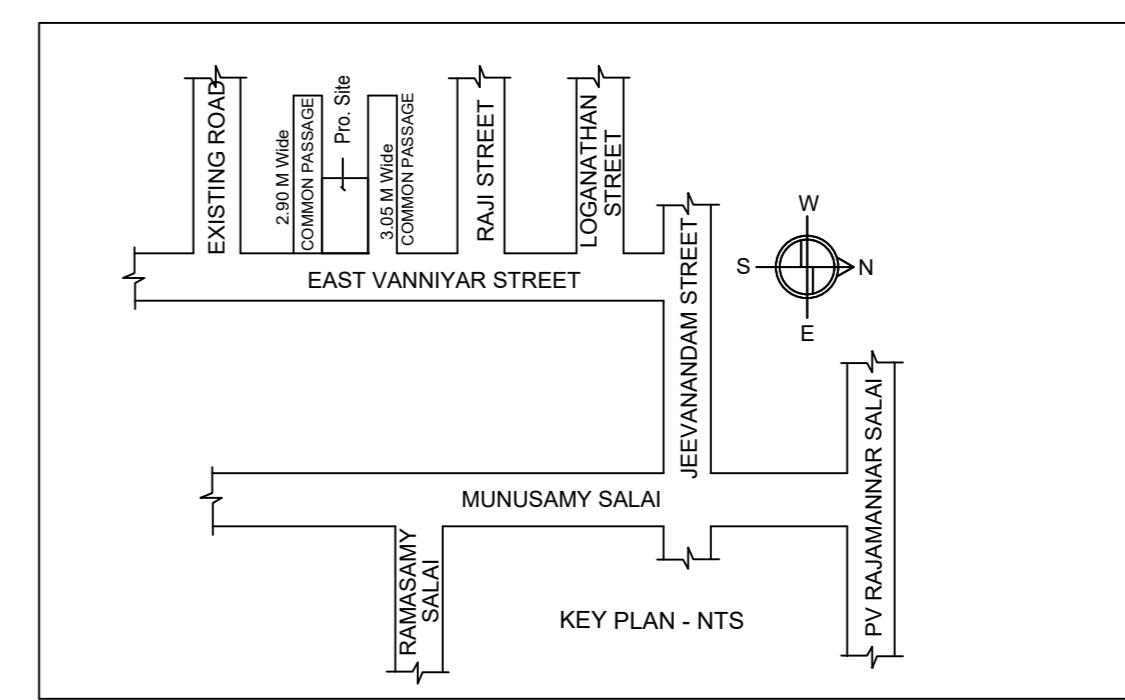 EXISTING ROAD
2.90 M Wide
COMMON PASSAGE
Pro. Site
3.05 M Wide
COMMON PASSAGE
RAJI STREET
LOGANATHAN
STREET
EAST VANNIYAR STREET
JEEVANANDAM STREET
W
S
N
E
MUNUSAMY SALAI
PV RAJAMANNAR SALAI
RAMASAMY
SALAI
KEY PLAN - NTS